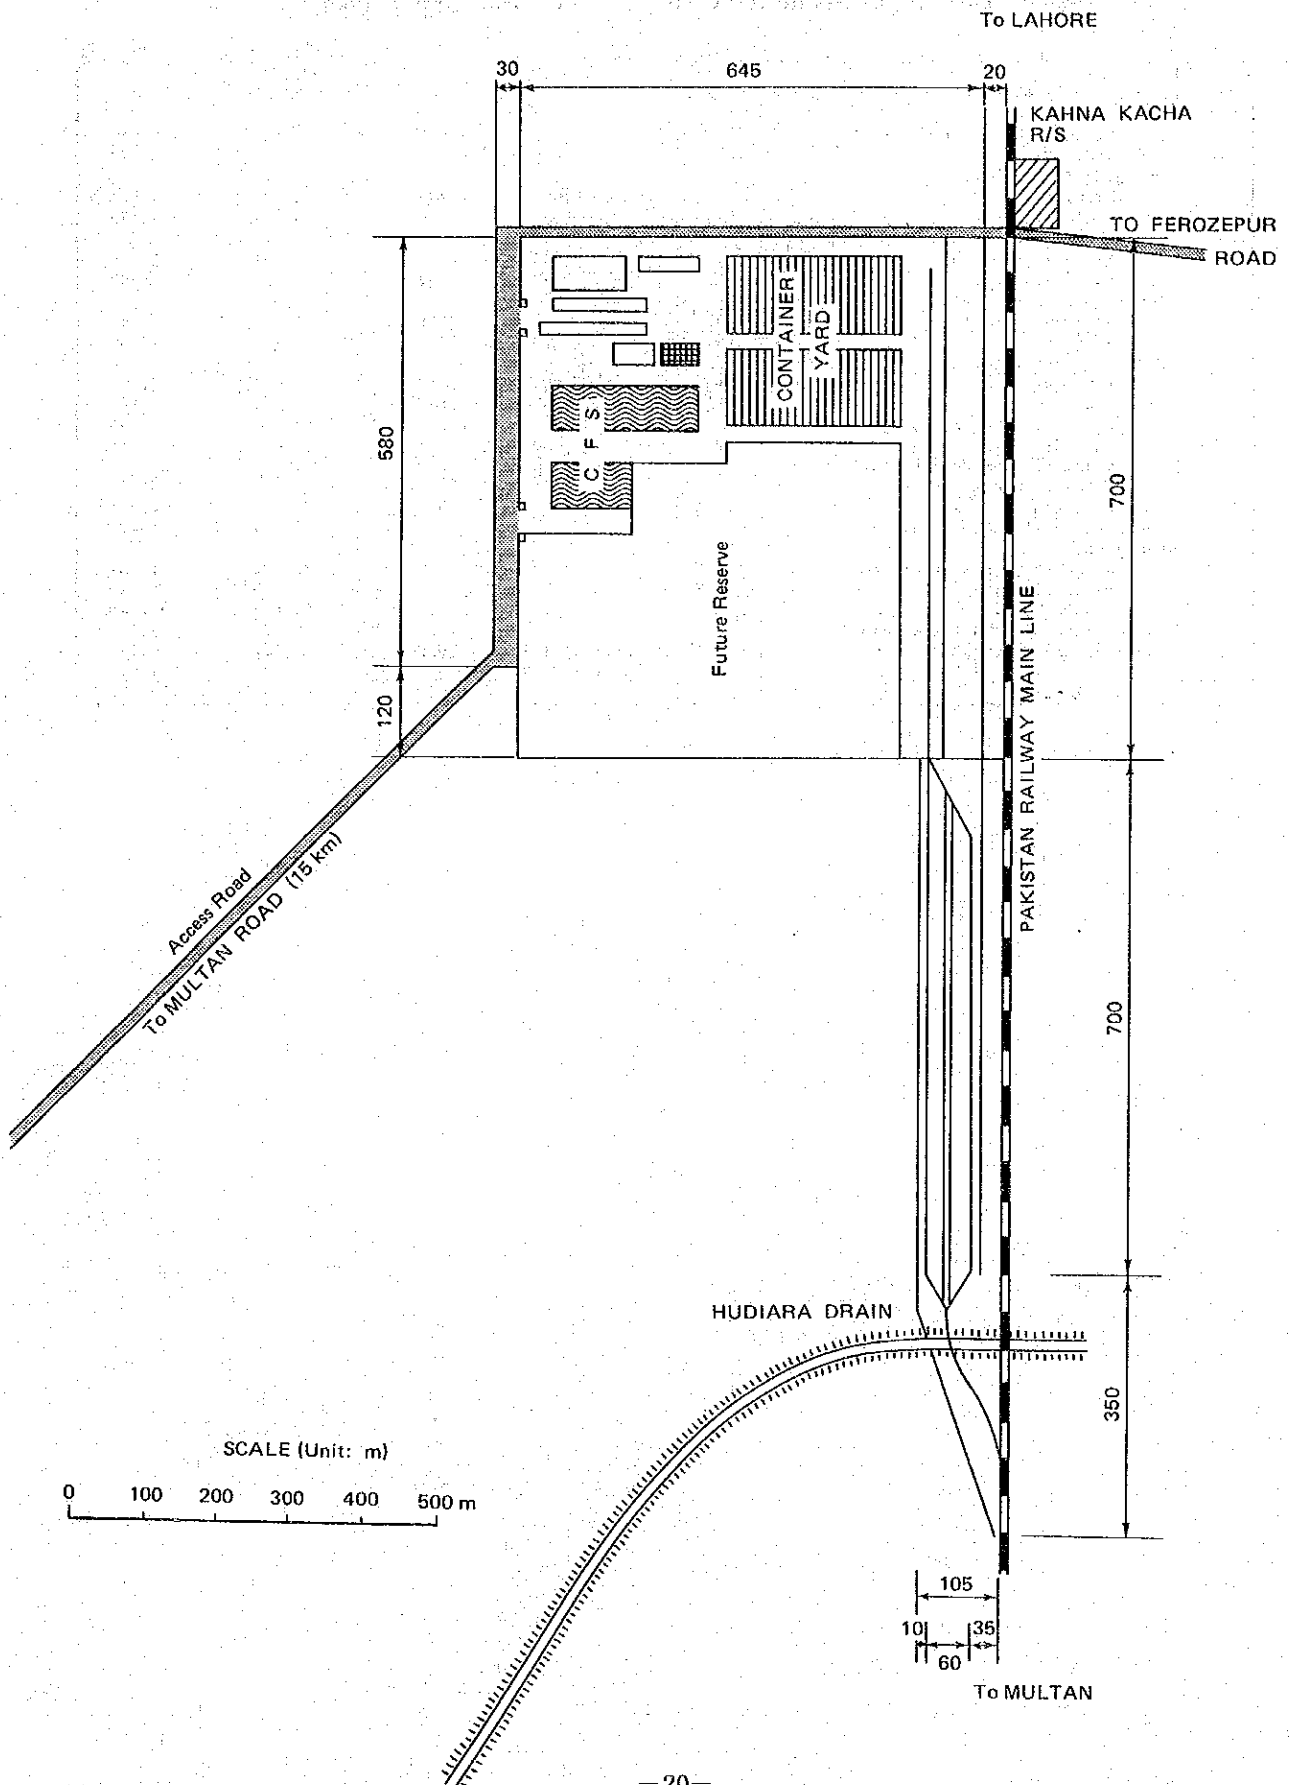 To LAHORE
30
645
20
KAHNA KACHA
R/S
TO FEROZEPUR
ROAD
CONTAINER
YARD
C F S
580
700
Future Reserve
120
PAKISTAN RAILWAY MAIN LINE
Access Road
To MULTAN ROAD (15 km)
700
HUDIARA DRAIN
350
SCALE (Unit: m)
0 100 200 300 400 500 m
105
10
35
60
To MULTAN
—20—